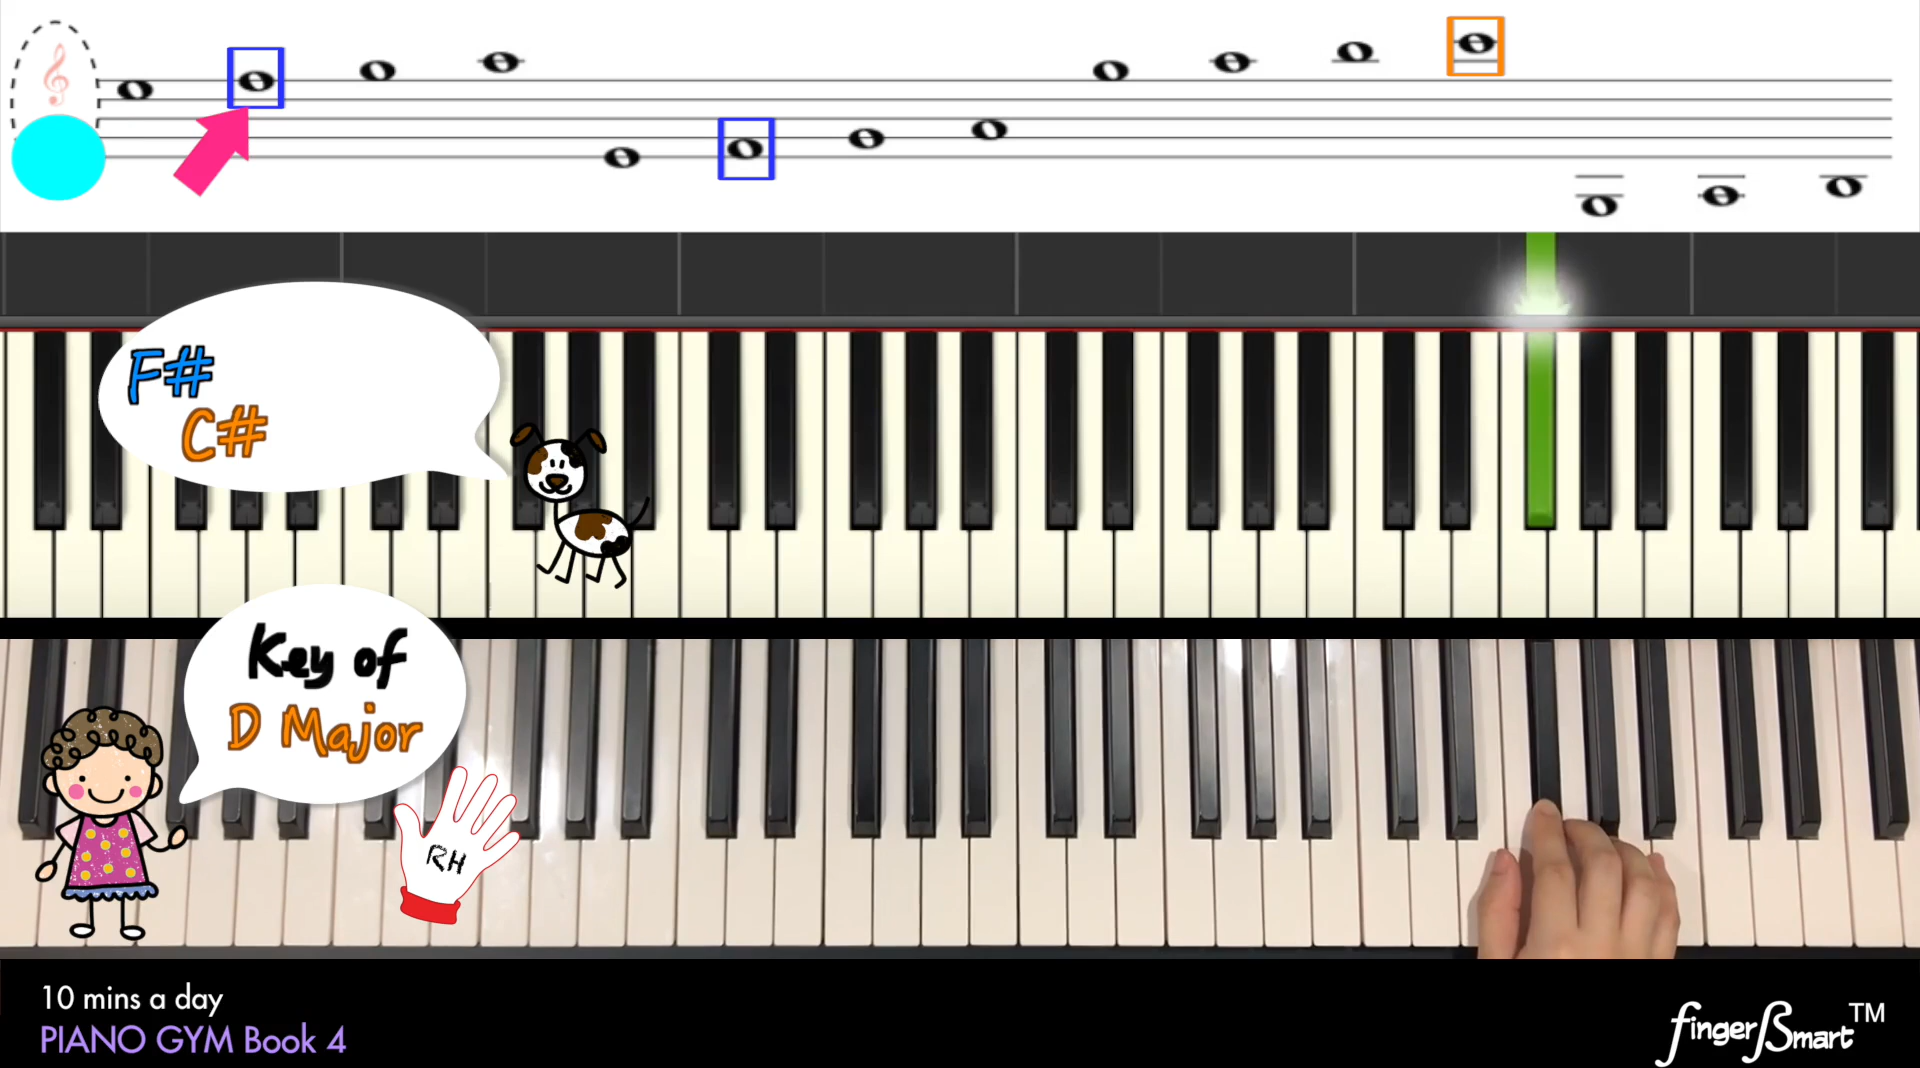 F#
C#
Key of
D Major
RH
10 mins a day
PIANO GYM Book 4
fingerSmart™